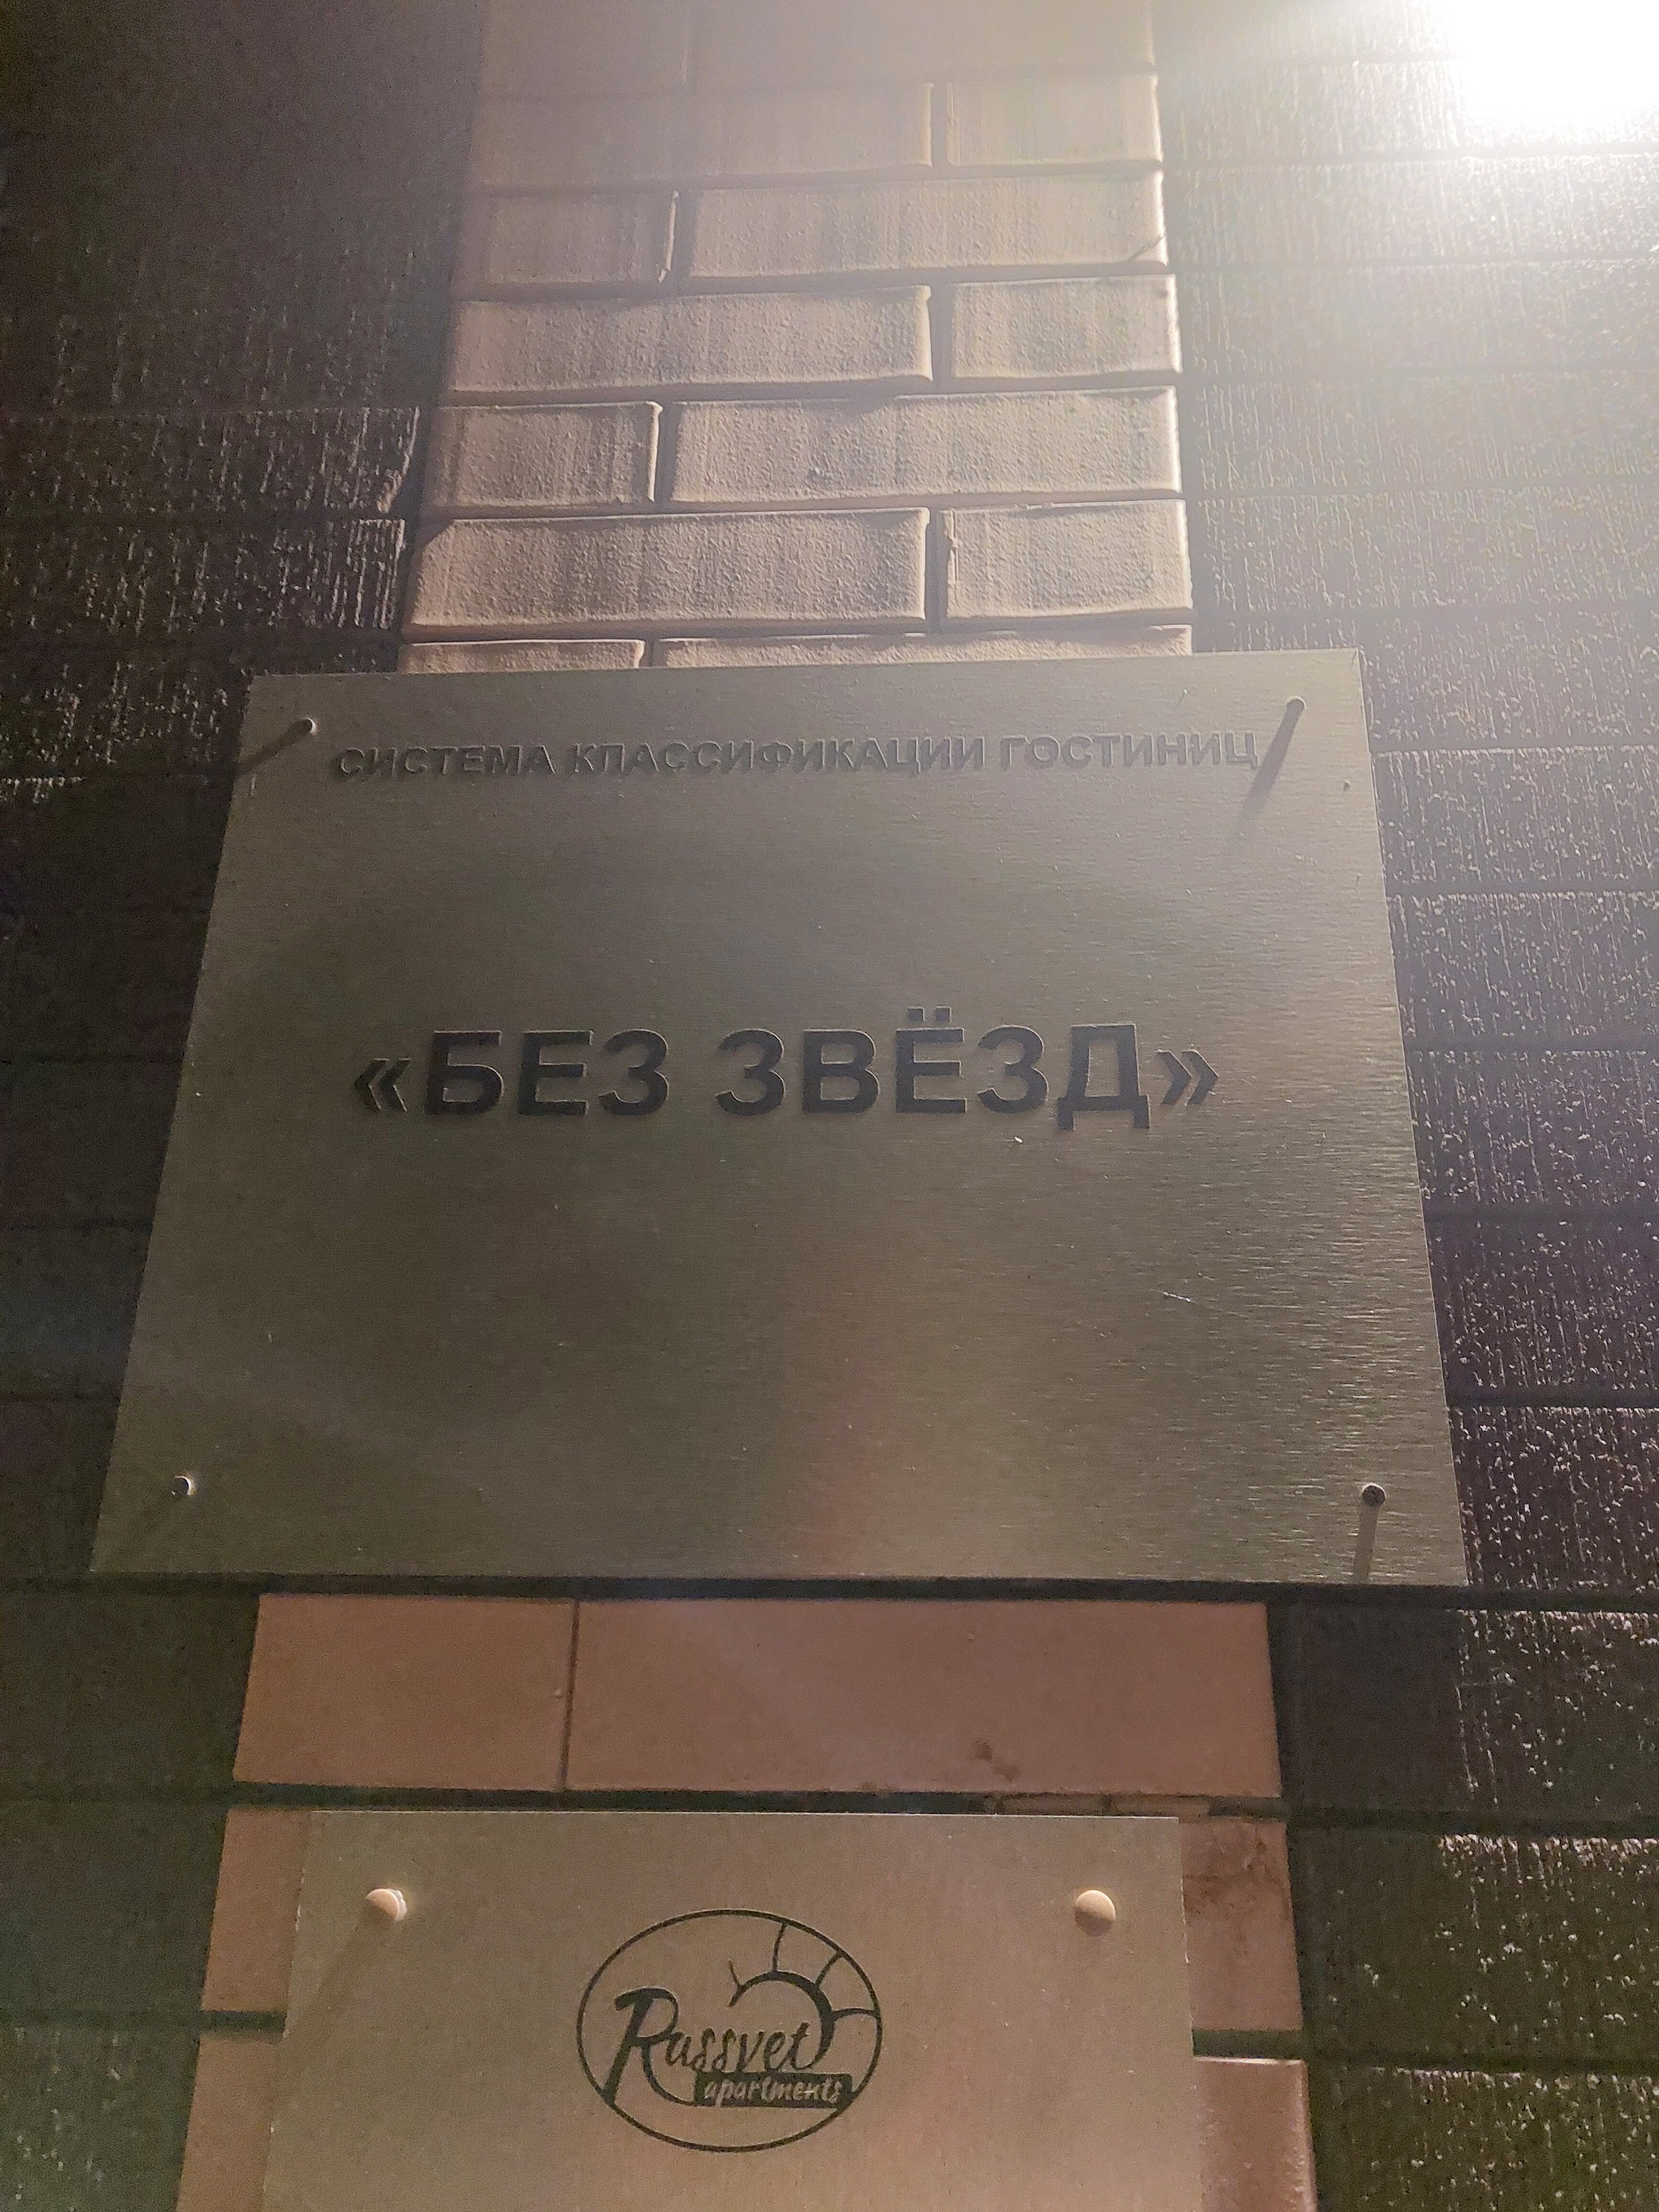 СИСТЕМА КЛАССИФИКАЦИИ ГОСТИНИЦ
«БЕЗ ЗВЁЗД»
Rassvet
apartments